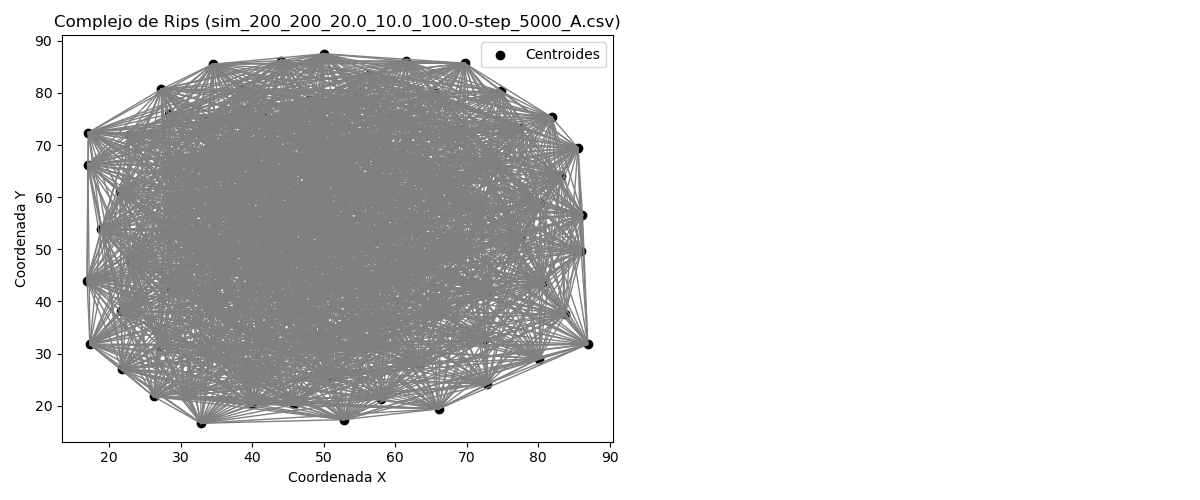 Complejo de Rips (sim_200_200_20.0_10.0_100.0-step_5000_A.csv)
Centroides
Coordenada Y
90
80
70
60
50
40
30
20
20 30 40 50 60 70 80 90
Coordenada X